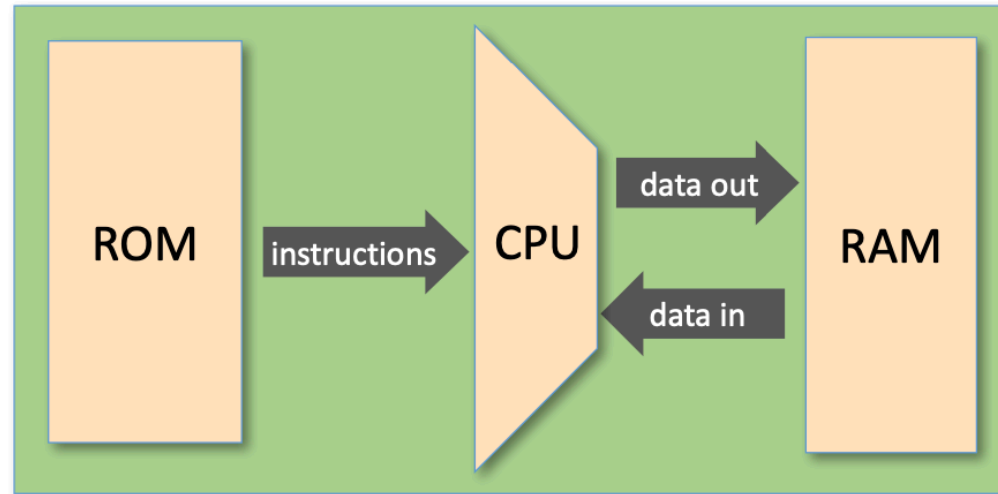 ROM
instructions
CPU
data out
data in
RAM